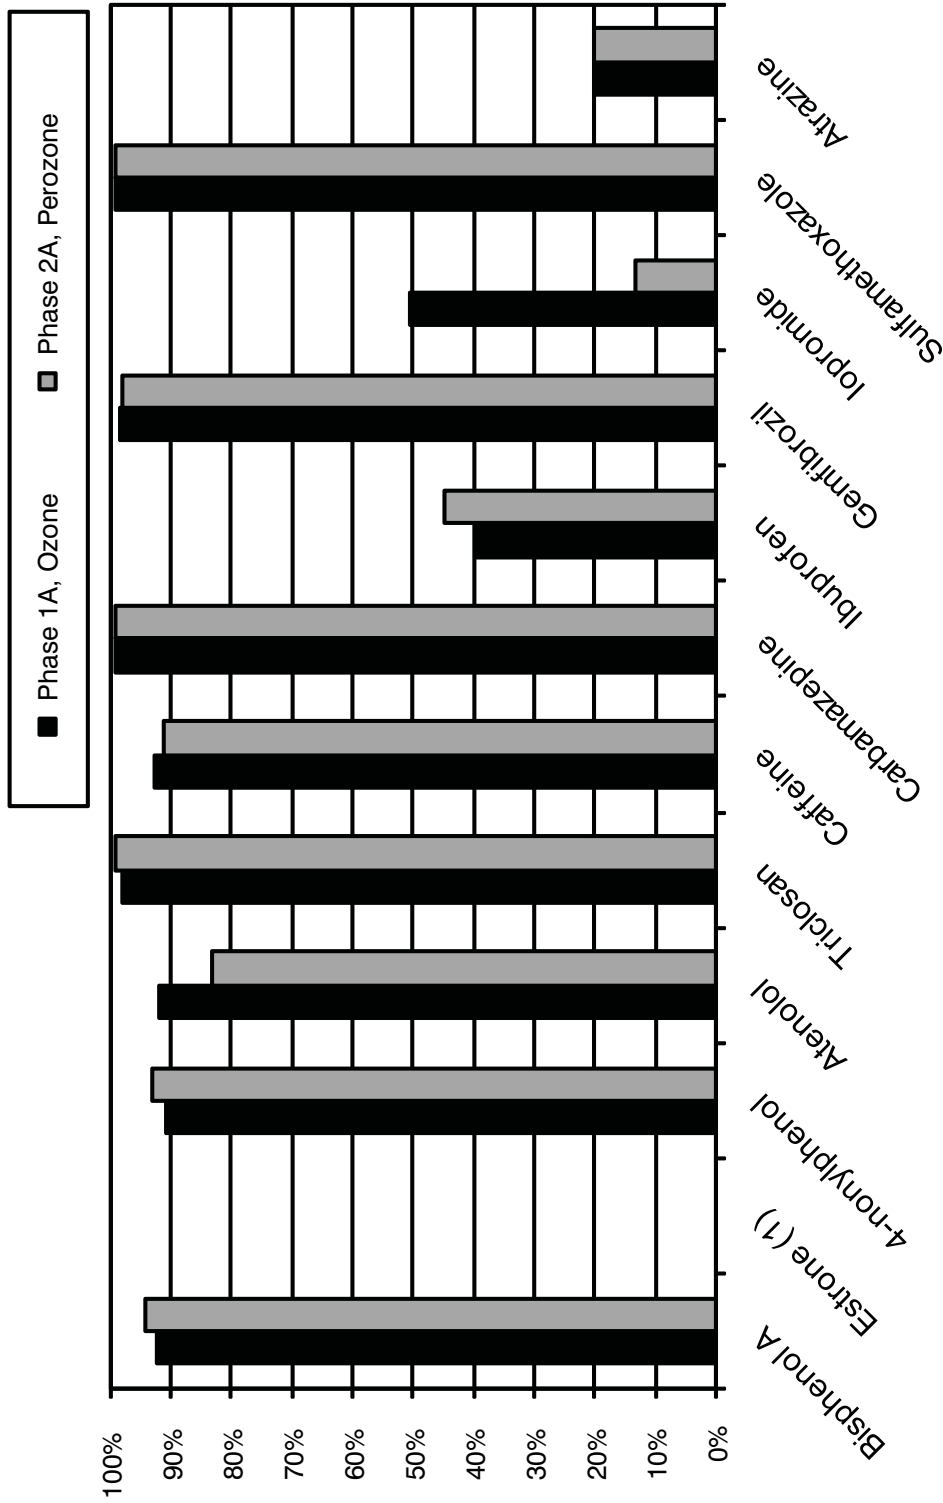 Phase 1A, Ozone
Phase 2A, Perozone
100%
90%
80%
70%
60%
50%
40%
30%
20%
10%
0%
Bisphenol A
Estrone (1)
4-nonylphenol
Atenolol
Triclosan
Caffeine
Carbamazepine
Ibuprofen
Gemfibrozil
Iopromide
Sulfamethoxazole
Atrazine